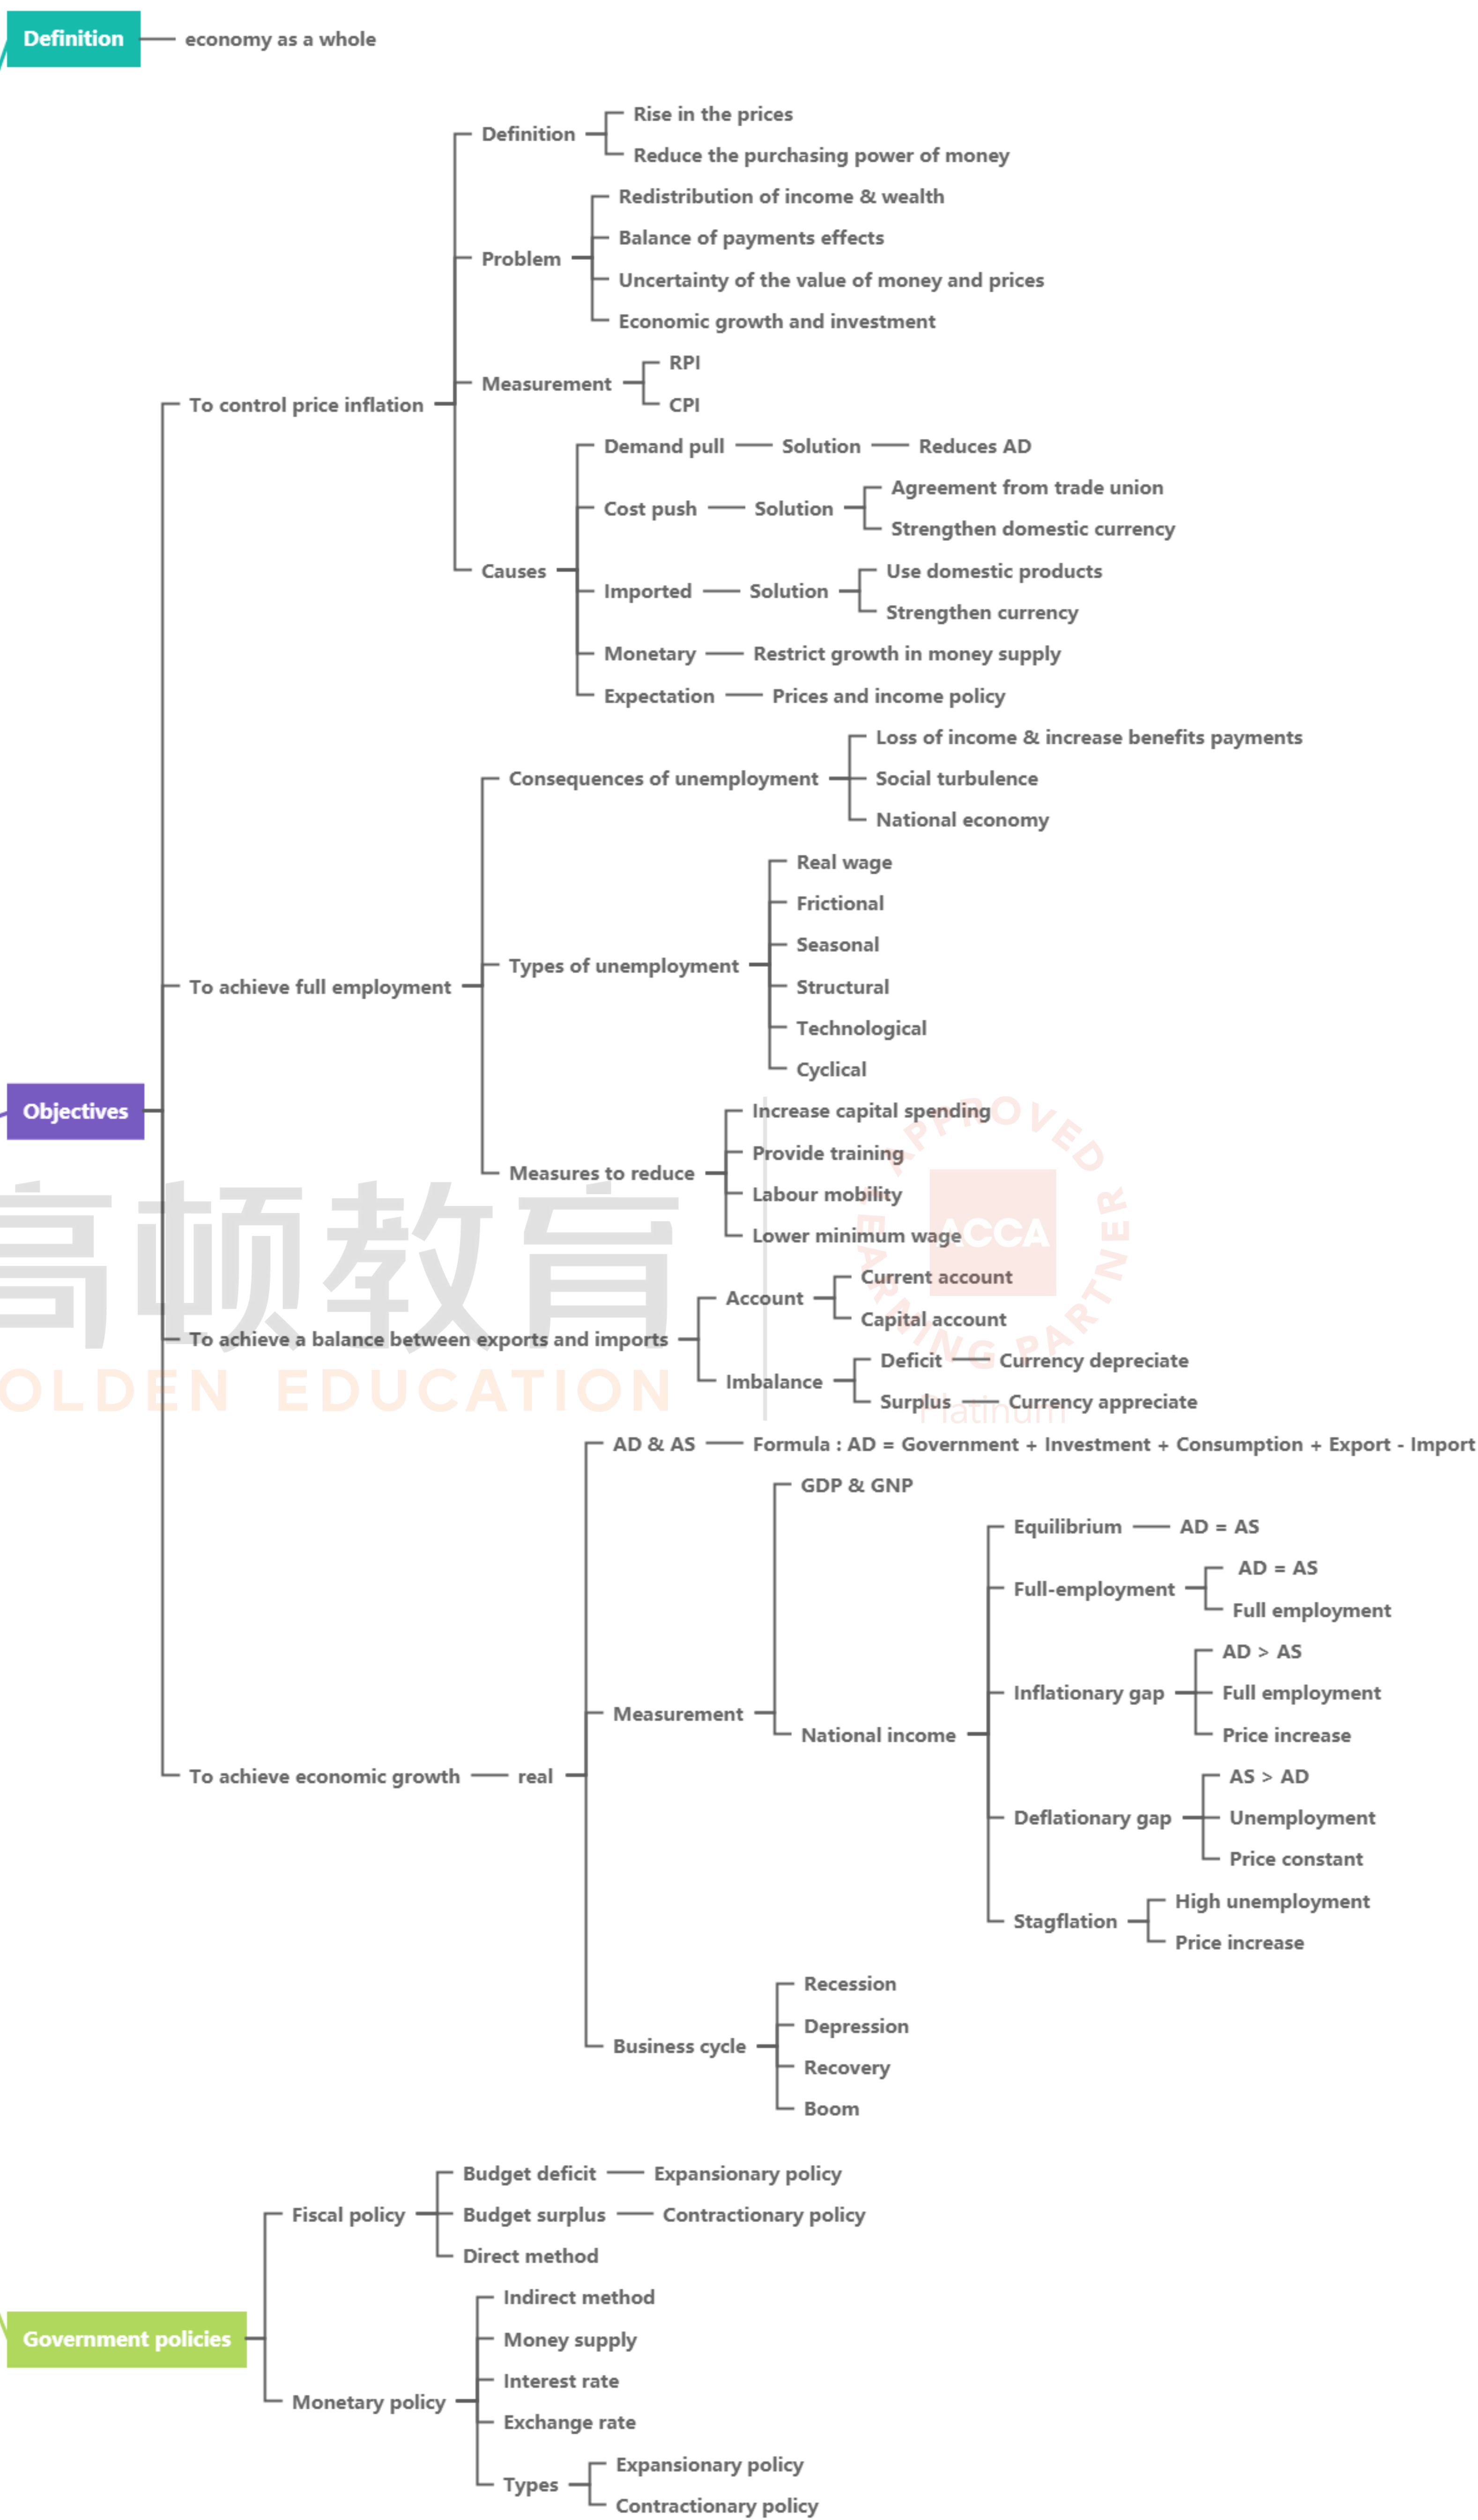 Definition
economy as a whole
Rise in the prices
Definition
Reduce the purchasing power of money
Redistribution of income & wealth
Balance of payments effects
Problem
Uncertainty of the value of money and prices
Economic growth and investment
RPI
Measurement
CPI
To control price inflation
Demand pull
Solution
Reduces AD
Agreement from trade union
Cost push
Solution
Strengthen domestic currency
Causes
Use domestic products
Imported
Solution
Strengthen currency
Monetary
Restrict growth in money supply
Expectation
Prices and income policy
Loss of income & increase benefits payments
Consequences of unemployment
Social turbulence
National economy
Real wage
Frictional
Seasonal
Types of unemployment
Structural
To achieve full employment
Technological
Cyclical
Objectives
Increase capital spending
Provide training
Measures to reduce
Labour mobility
Lower minimum wage
Current account
Account
Capital account
To achieve a balance between exports and imports
Deficit
Currency depreciate
Imbalance
Surplus
Currency appreciate
AD & AS
Formula : AD = Government + Investment + Consumption + Export - Import
GDP & GNP
Equilibrium
AD = AS
AD = AS
Full-employment
Full employment
AD > AS
Inflationary gap
Full employment
Price increase
Measurement
National income
To achieve economic growth
real
AS > AD
Deflationary gap
Unemployment
Price constant
High unemployment
Stagflation
Price increase
Recession
Depression
Business cycle
Recovery
Boom
Budget deficit
Expansionary policy
Fiscal policy
Budget surplus
Contractionary policy
Direct method
Indirect method
Government policies
Money supply
Interest rate
Monetary policy
Exchange rate
Expansionary policy
Types
Contractionary policy
高顿教育
OLDEN EDUCATION
APPROVED
LEARNING PARTNER
ACCA
Platinum